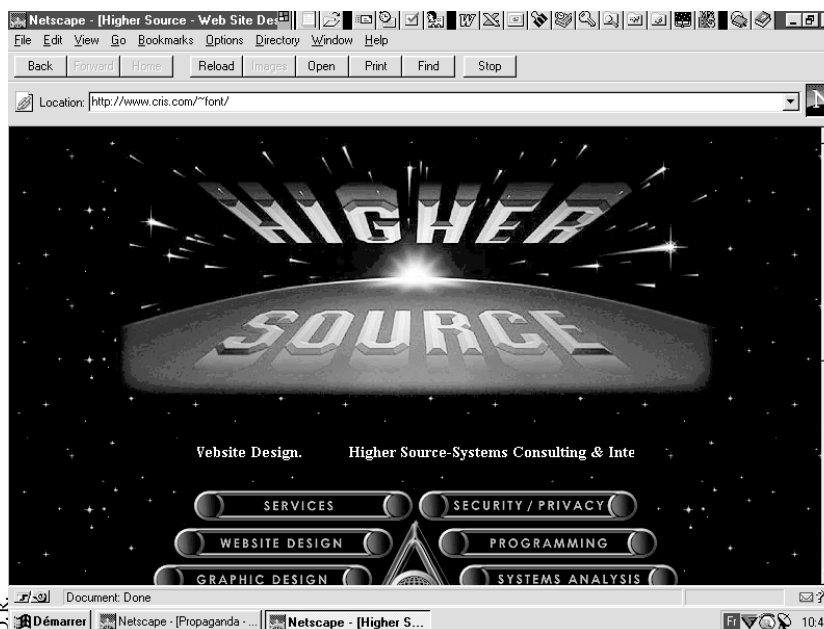 Netscape - [Higher Source - Web Site Des
File Edit View Go Bookmarks Options Directory Window Help
Back Forward Home Reload Images Open Print Find Stop
Location: http://www.cris.com/~font/
N
HIGHER
SOURCE
Website Design. Higher Source-Systems Consulting & Inte
SERVICES SECURITY / PRIVACY
WEBSITE DESIGN PROGRAMMING
GRAPHIC DESIGN SYSTEMS ANALYSIS
Document: Done
Démarrer Netscape - [Propaganda - ... Netscape - [Higher S... Fr 10:4
D.R.